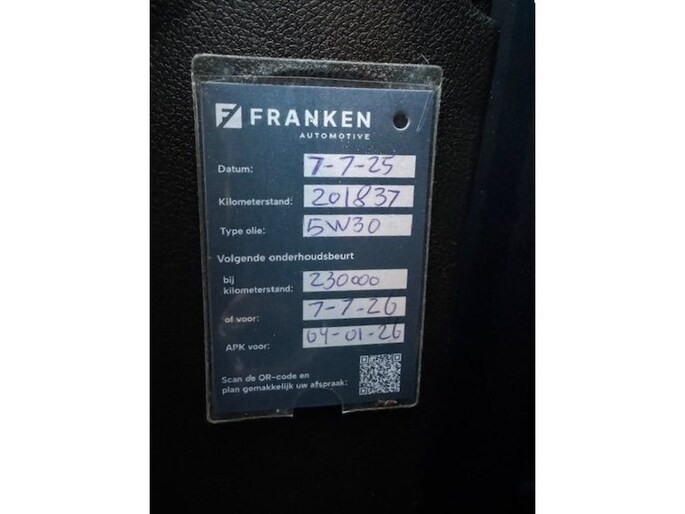 FRANKEN
AUTOMOTIVE
Datum: 7-7-25
Kilometerstand: 201837
Type olie: 5W30
Volgende onderhoudsbeurt
bij
kilometerstand: 230000
of voor: 7-7-26
APK voor: 04-01-26
Scan de QR-code en
plan gemakkelijk uw afspraak: